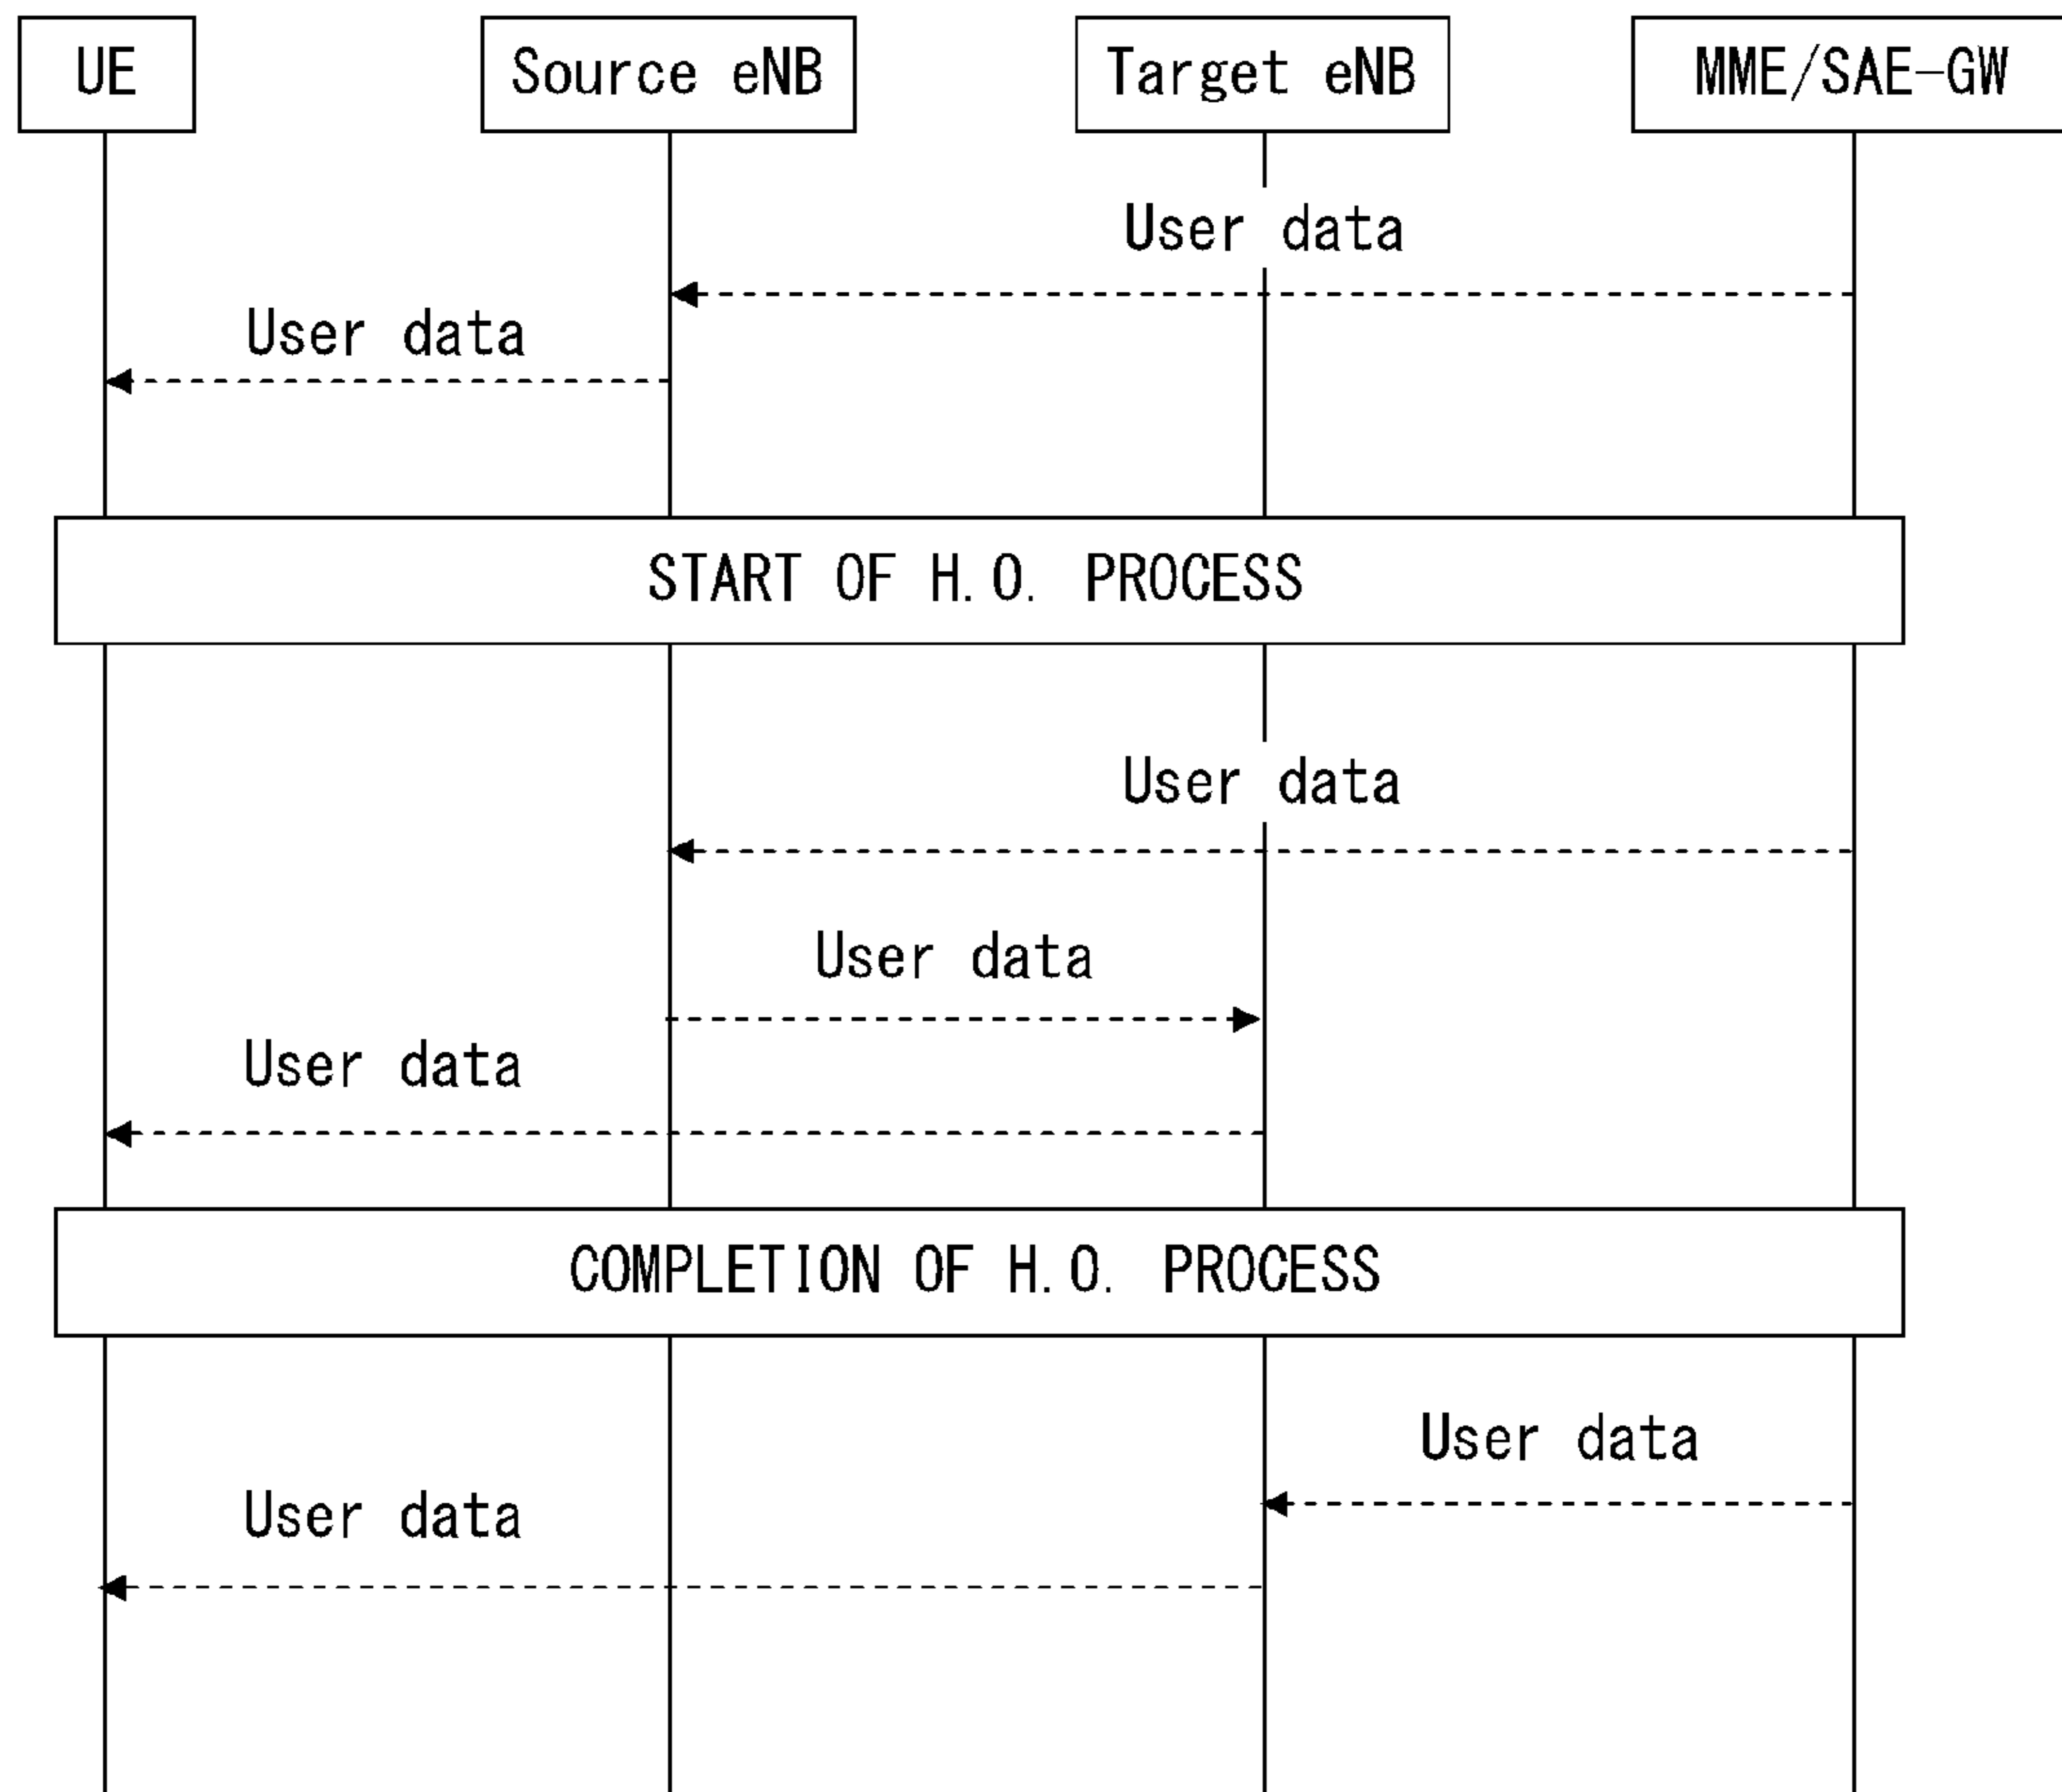 UE
Source eNB
Target eNB
MME/SAE-GW
User data
User data
START OF H.O. PROCESS
User data
User data
User data
COMPLETION OF H.O. PROCESS
User data
User data